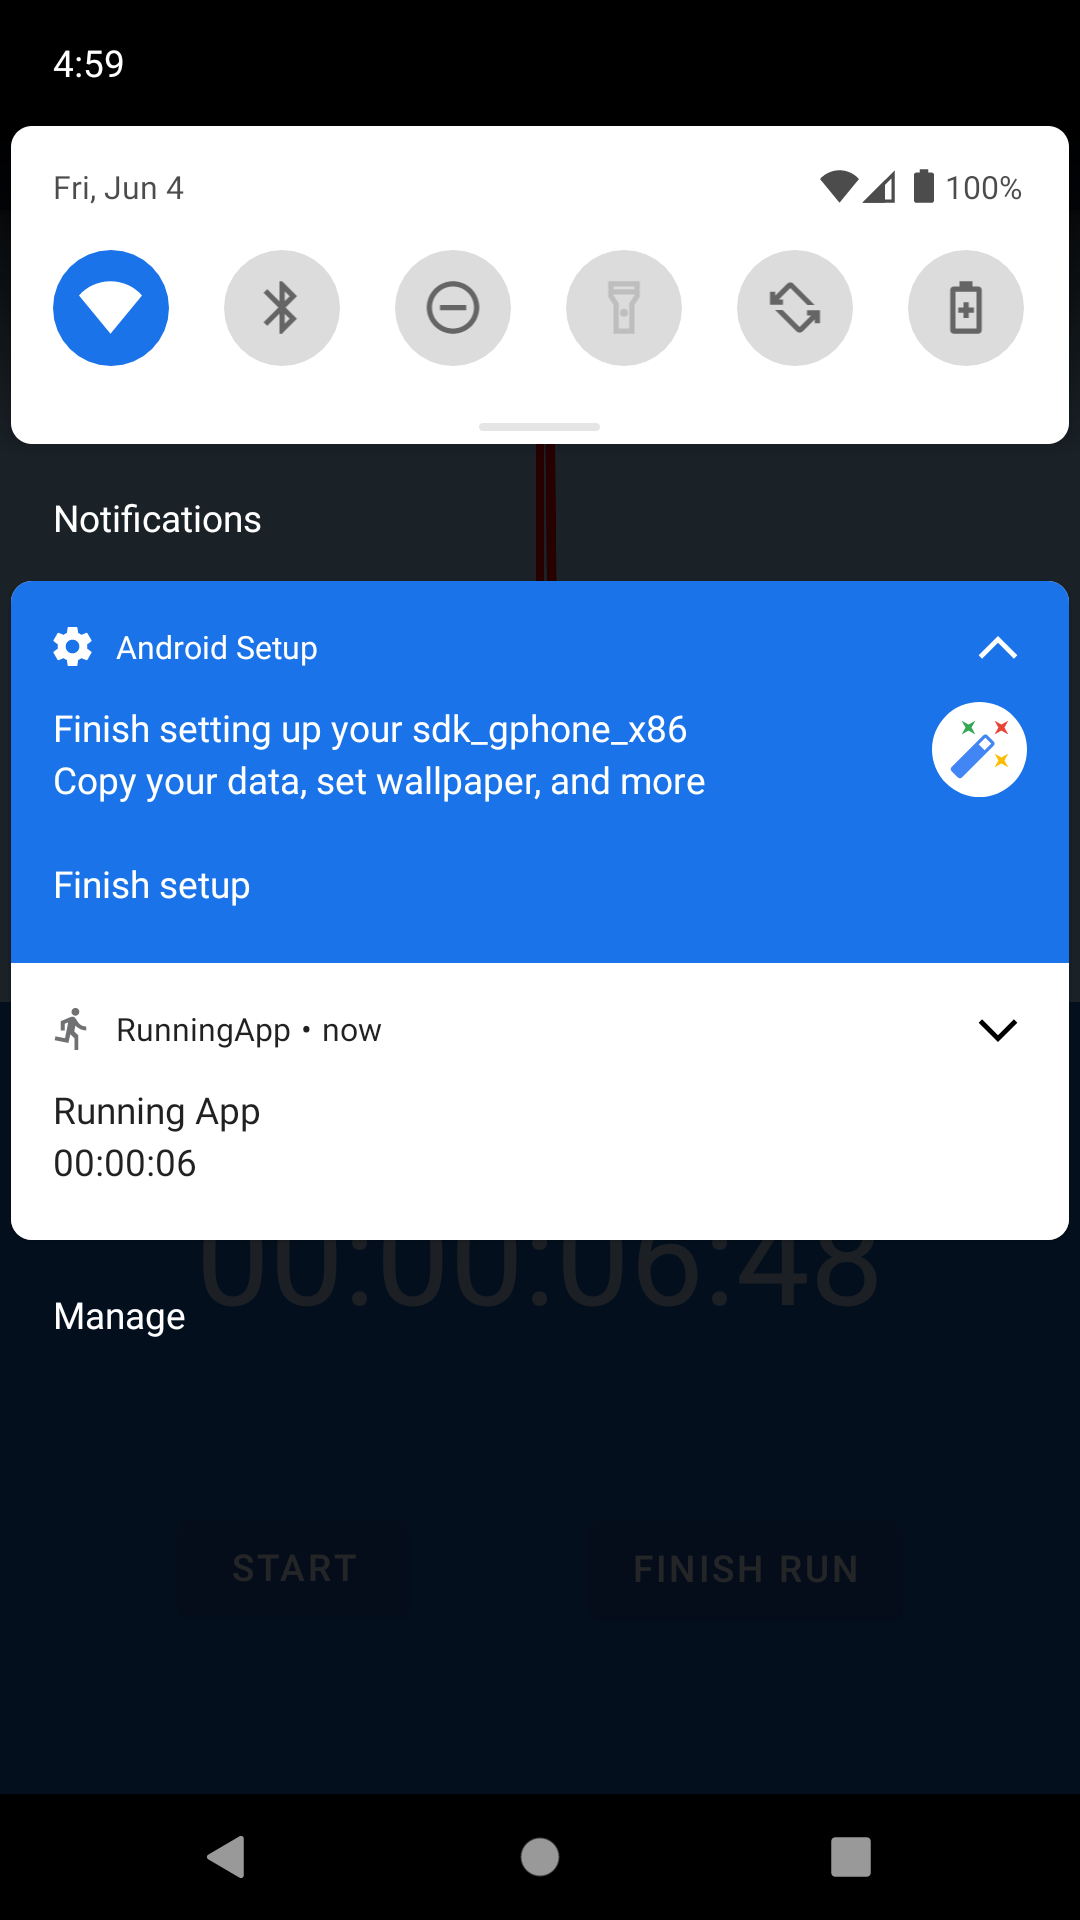 4:59
Fri, Jun 4
100%
Notifications
Android Setup
Finish setting up your sdk_gphone_x86
Copy your data, set wallpaper, and more
Finish setup
RunningApp • now
Running App
00:00:06
00:00:06:48
Manage
START
FINISH RUN